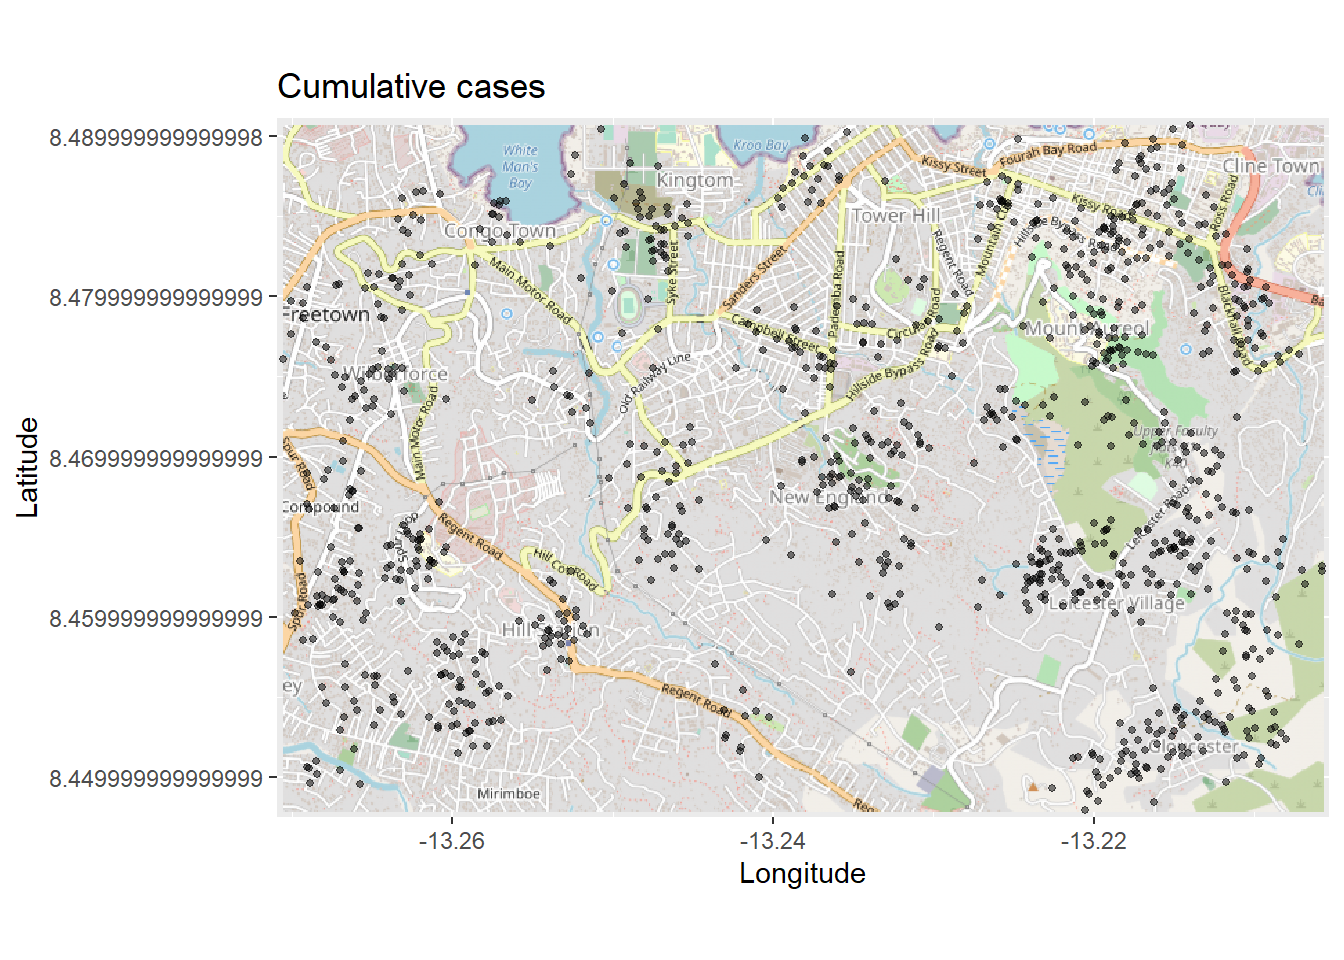 Cumulative cases
8.489999999999998
8.479999999999999
8.469999999999999
8.459999999999999
8.449999999999999
Latitude
-13.26
-13.24
-13.22
Longitude
White
Man's
Bay
Kroo Bay
Kingtom
Congo Town
Tower Hill
Cline Town
Kissy Street
Fourah Bay Road
Kissy Road
Ross Road
Hillside Bypass Road
Mountain Cut
Regent Road
Main Motor Road
Syke Street
Sanders Street
Pademba Road
Circular Road
Campbell Street
Blackhall Road
Freetown
Mount Aureol
Wilberforce
Old Railway Line
Hillside Bypass Road
Main Motor Road
Upper Faculty
New England
Leicester Road
Compound
Spur Road
Spur Road
Regent Road
Hill Cot Road
Leicester Village
Hill Station
ey
Regent Road
Gloucester
Mirimboe
Reg